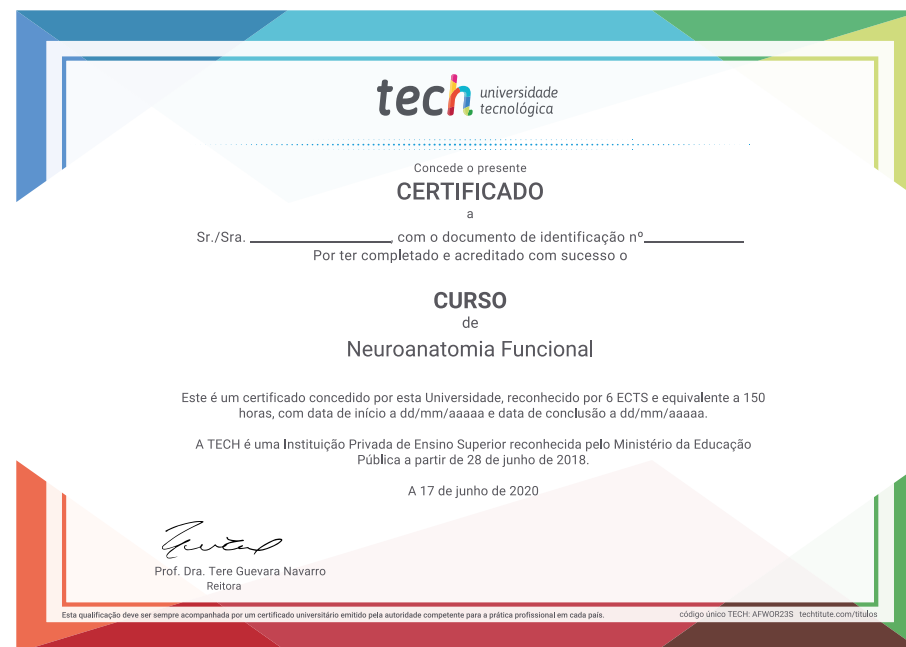 tech universidade
tecnológica
Concede o presente
CERTIFICADO
a
Sr./Sra. ________________, com o documento de identificação nº____________
Por ter completado e acreditado com sucesso o
CURSO
de
Neuroanatomia Funcional
Este é um certificado concedido por esta Universidade, reconhecido por 6 ECTS e equivalente a 150
horas, com data de início a dd/mm/aaaaa e data de conclusão a dd/mm/aaaaa.
A TECH é uma Instituição Privada de Ensino Superior reconhecida pelo Ministério da Educação
Pública a partir de 28 de junho de 2018.
A 17 de junho de 2020
Prof. Dra. Tere Guevara Navarro
Reitora
Esta qualificação deve ser sempre acompanhada por um certificado universitário emitido pela autoridade competente para a prática profissional em cada país.
código único TECH: AFWOR23S techtitute.com/titulos